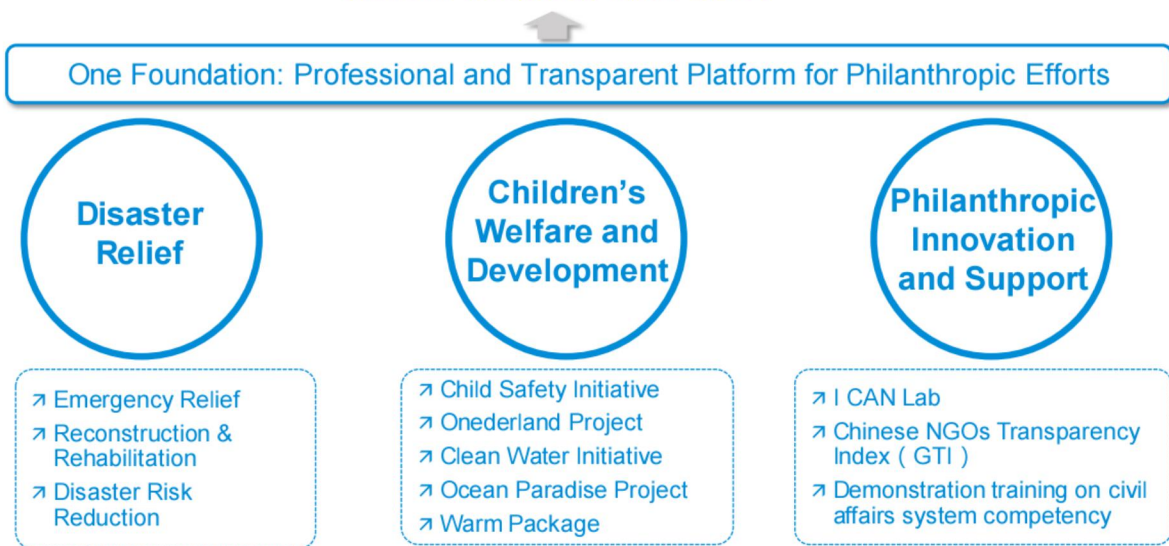 One Foundation: Professional and Transparent Platform for Philanthropic Efforts
Disaster
Relief
Children's
Welfare and
Development
Philanthropic
Innovation
and Support
Emergency Relief
Reconstruction &
Rehabilitation
Disaster Risk
Reduction
Child Safety Initiative
Onederland Project
Clean Water Initiative
Ocean Paradise Project
Warm Package
I CAN Lab
Chinese NGOs Transparency
Index ( GTI )
Demonstration training on civil
affairs system competency